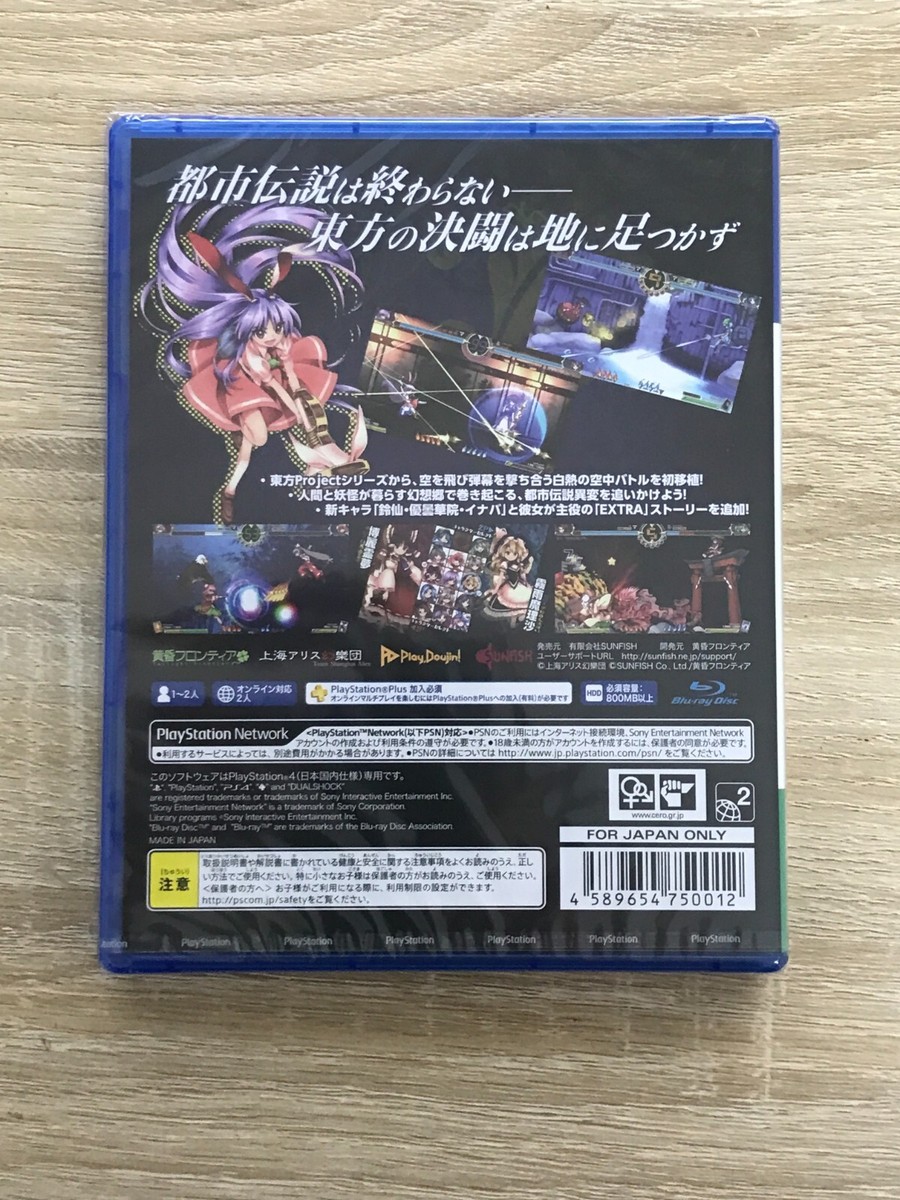 都市伝説は終わらない――
東方の決闘は地に足つかず
・東方Projectシリーズから、空を飛び弾幕を撃ち合う白熱の空中バトルを初移植!
・人間と妖怪が暮らす幻想郷で巻き起こる、都市伝説異変を追いかけよう!
・新キャラ「鈴仙・優曇華院・イナバ」と彼女が主役の「EXTRA」ストーリーを追加!
博麗霊夢
霧雨魔理沙
黄昏フロンティア
上海アリス幻樂団
Team Shanghai Alice
Play,Doujin!
SUNFISH
発売元 有限会社SUNFISH 開発元 黄昏フロンティア
ユーザーサポートURL http://sunfish.ne.jp/support/
©上海アリス幻樂団 ©SUNFISH Co., Ltd./黄昏フロンティア
1~2人
オンライン対応
2人
PlayStation®Plus 加入必須
オンラインマルチプレイを楽しむにはPlayStation®Plusへの加入(有料)が必要です
HDD
必須容量:
800MB以上
Blu-ray Disc™
PlayStation Network
<PlayStation™Network(以下PSN)対応>●PSNのご利用にはインターネット接続環境、Sony Entertainment Network
アカウントの作成および利用条件の遵守が必要です。●18歳未満の方がアカウントを作成するには、保護者の同意が必要です。
●利用するサービスによっては、別途費用がかかる場合があります。●PSNの詳細については http://www.jp.playstation.com/psn/ をご覧ください。
このソフトウェアはPlayStation®4(日本国内仕様)専用です。
"PlayStation", "PS4", and "DUALSHOCK"
are registered trademarks or trademarks of Sony Interactive Entertainment Inc.
"Sony Entertainment Network" is a trademark of Sony Corporation.
Library programs ©Sony Interactive Entertainment Inc.
"Blu-ray Disc™" and "Blu-ray™" are trademarks of the Blu-ray Disc Association.
MADE IN JAPAN
www.cero.gr.jp
2
FOR JAPAN ONLY
4 589654 750012
【ちゅうい】
注意
取扱説明書や解説書に書かれている健康と安全に関する注意事項をよくお読みのうえ、正し
い方法でご使用ください。特に小さなお子様は保護者の方がお読みのうえ、ご使用ください。
<保護者の方へ> お子様がご利用になる際に、利用制限の設定ができます。
http://pscom.jp/safetyをご覧ください。
Station PlayStation PlayStation PlayStation PlayStation PlayStation PlayStation